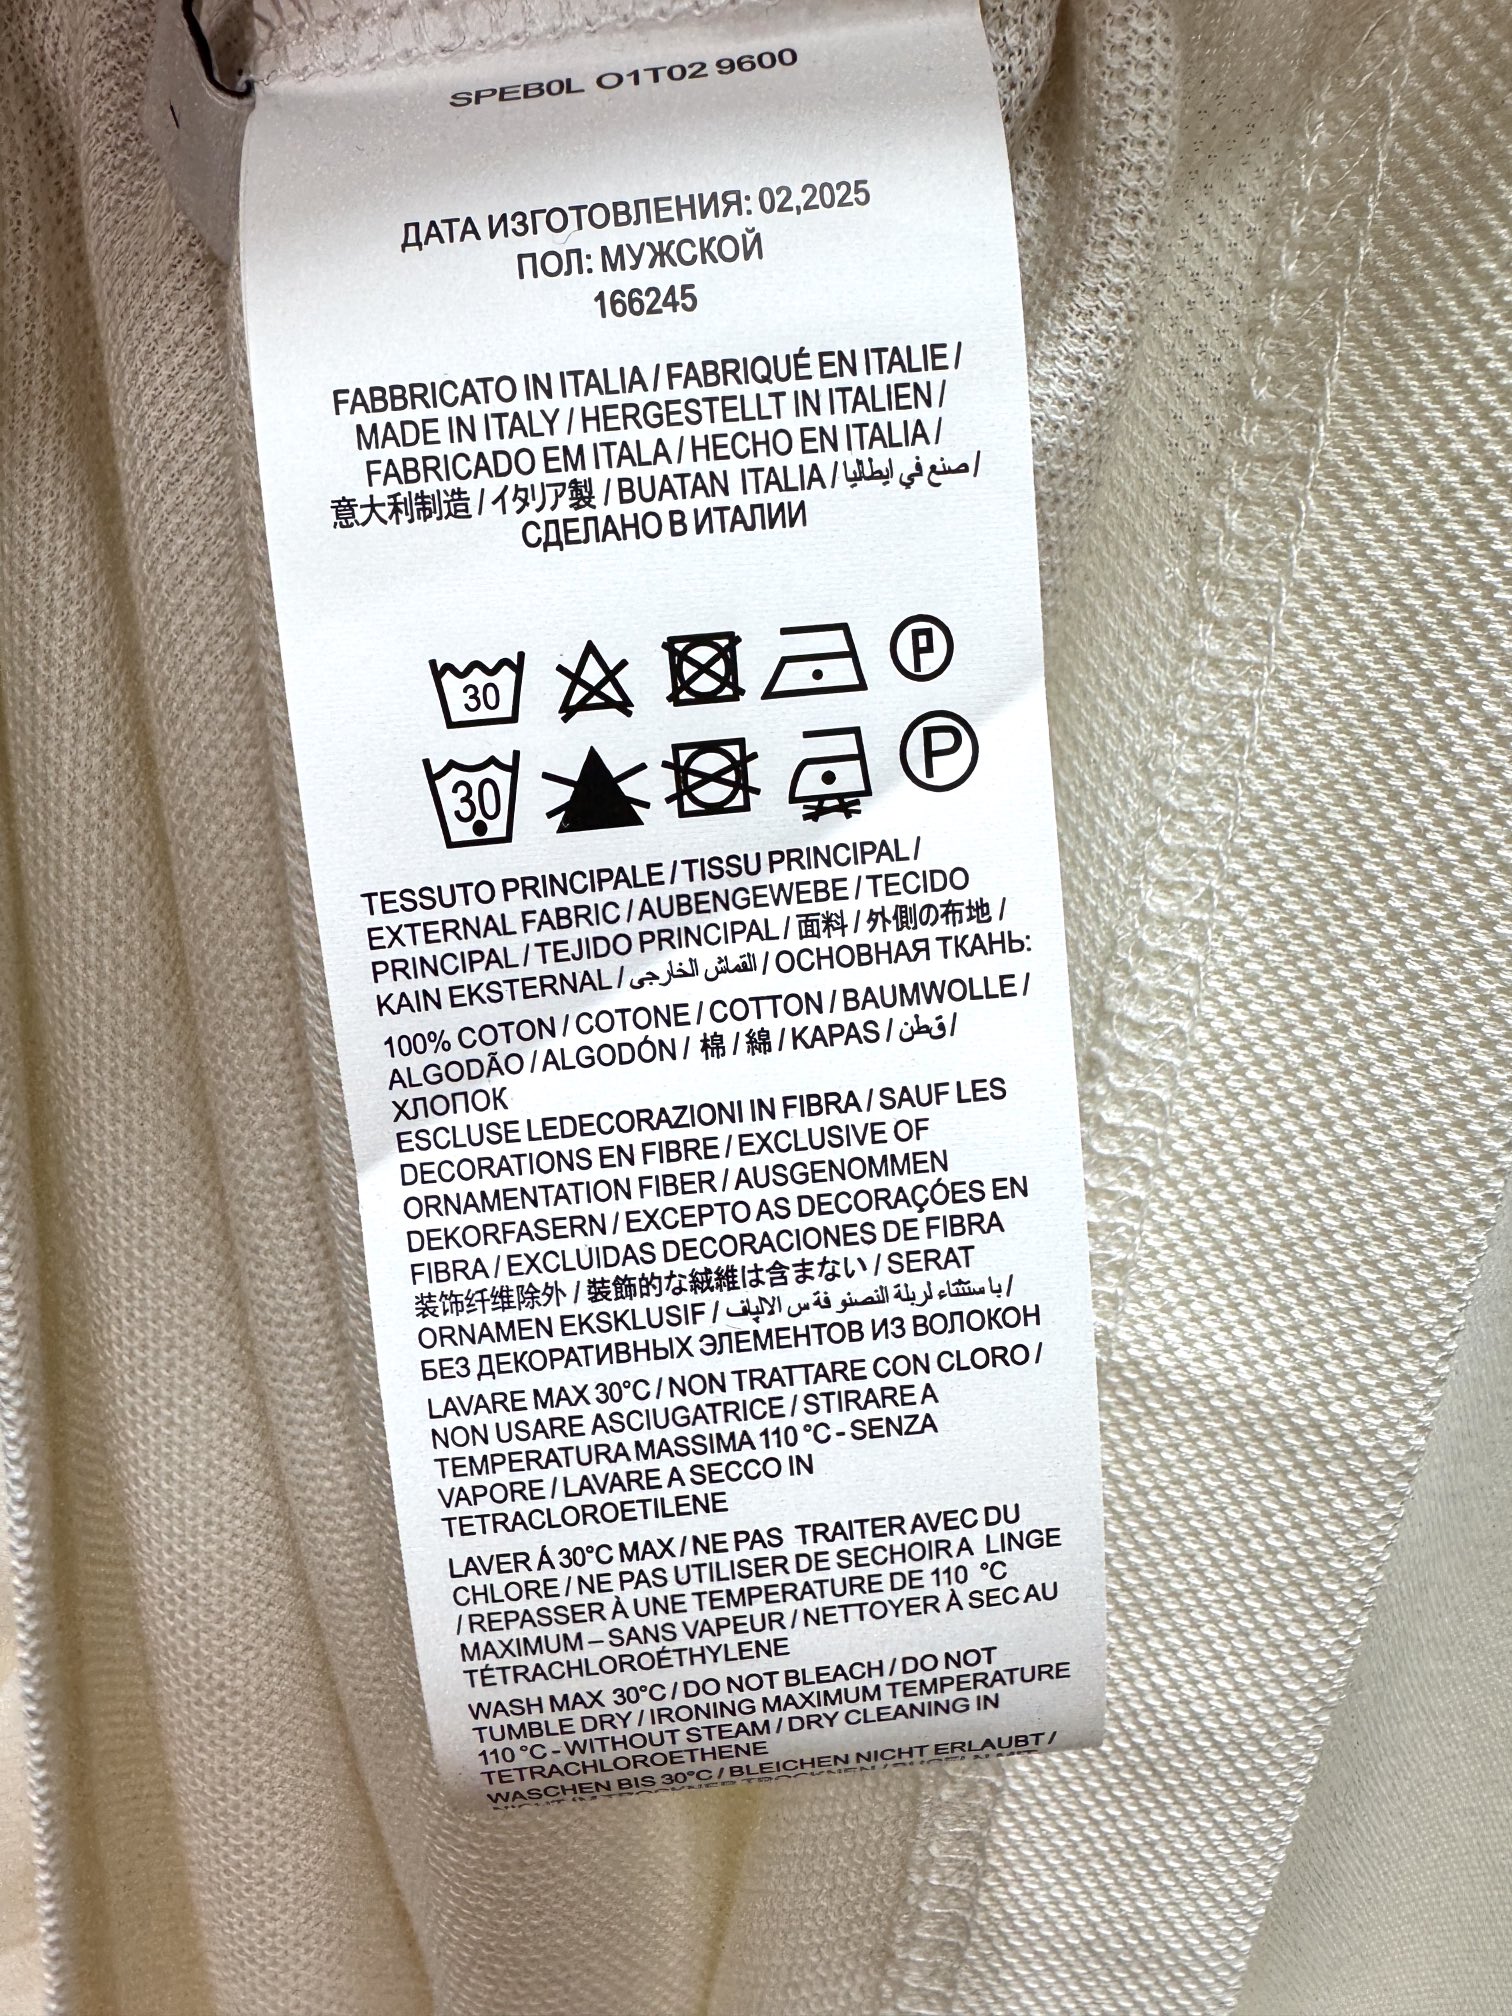 SPEB0L O1T02 9600
ДАТА ИЗГОТОВЛЕНИЯ: 02,2025
ПОЛ: МУЖСКОЙ
166245
FABBRICATO IN ITALIA / FABRIQUÉ EN ITALIE /
MADE IN ITALY / HERGESTELLT IN ITALIEN /
FABRICADO EM ITALA / HECHO EN ITALIA /
意大利制造 / イタリア製 / BUATAN ITALIA / صنع في ايطاليا /
СДЕЛАНО В ИТАЛИИ
30 P
30 P
TESSUTO PRINCIPALE / TISSU PRINCIPAL /
EXTERNAL FABRIC / AUBENGEWEBE / TECIDO
PRINCIPAL / TEJIDO PRINCIPAL / 面料 / 外側の布地 /
KAIN EKSTERNAL / القماش الخارجى / ОСНОВНАЯ ТКАНЬ:
100% COTON / COTONE / COTTON / BAUMWOLLE /
ALGODÃO / ALGODÓN / 棉 / 綿 / KAPAS / قطن /
ХЛОПОК
ESCLUSE LEDECORAZIONI IN FIBRA / SAUF LES
DECORATIONS EN FIBRE / EXCLUSIVE OF
ORNAMENTATION FIBER / AUSGENOMMEN
DEKORFASERN / EXCEPTO AS DECORAÇÓES EN
FIBRA / EXCLUIDAS DECORACIONES DE FIBRA
装饰纤维除外 / 装飾的な絨維は含まない / SERAT
ORNAMEN EKSKLUSIF / الالياف /
БЕЗ ДЕКОРАТИВНЫХ ЭЛЕМЕНТОВ ИЗ ВОЛОКОН
LAVARE MAX 30°C / NON TRATTARE CON CLORO /
NON USARE ASCIUGATRICE / STIRARE A
TEMPERATURA MASSIMA 110 °C - SENZA
VAPORE / LAVARE A SECCO IN
TETRACLOROETILENE
LAVER Á 30°C MAX / NE PAS TRAITER AVEC DU
CHLORE / NE PAS UTILISER DE SECHOIR A LINGE
/ REPASSER À UNE TEMPERATURE DE 110 °C
MAXIMUM – SANS VAPEUR / NETTOYER À SEC AU
TÉTRACHLOROÉTHYLENE
WASH MAX 30°C / DO NOT BLEACH / DO NOT
TUMBLE DRY / IRONING MAXIMUM TEMPERATURE
110 °C - WITHOUT STEAM / DRY CLEANING IN
TETRACHLOROETHENE
WASCHEN BIS 30°C / BLEICHEN NICHT ERLAUBT /